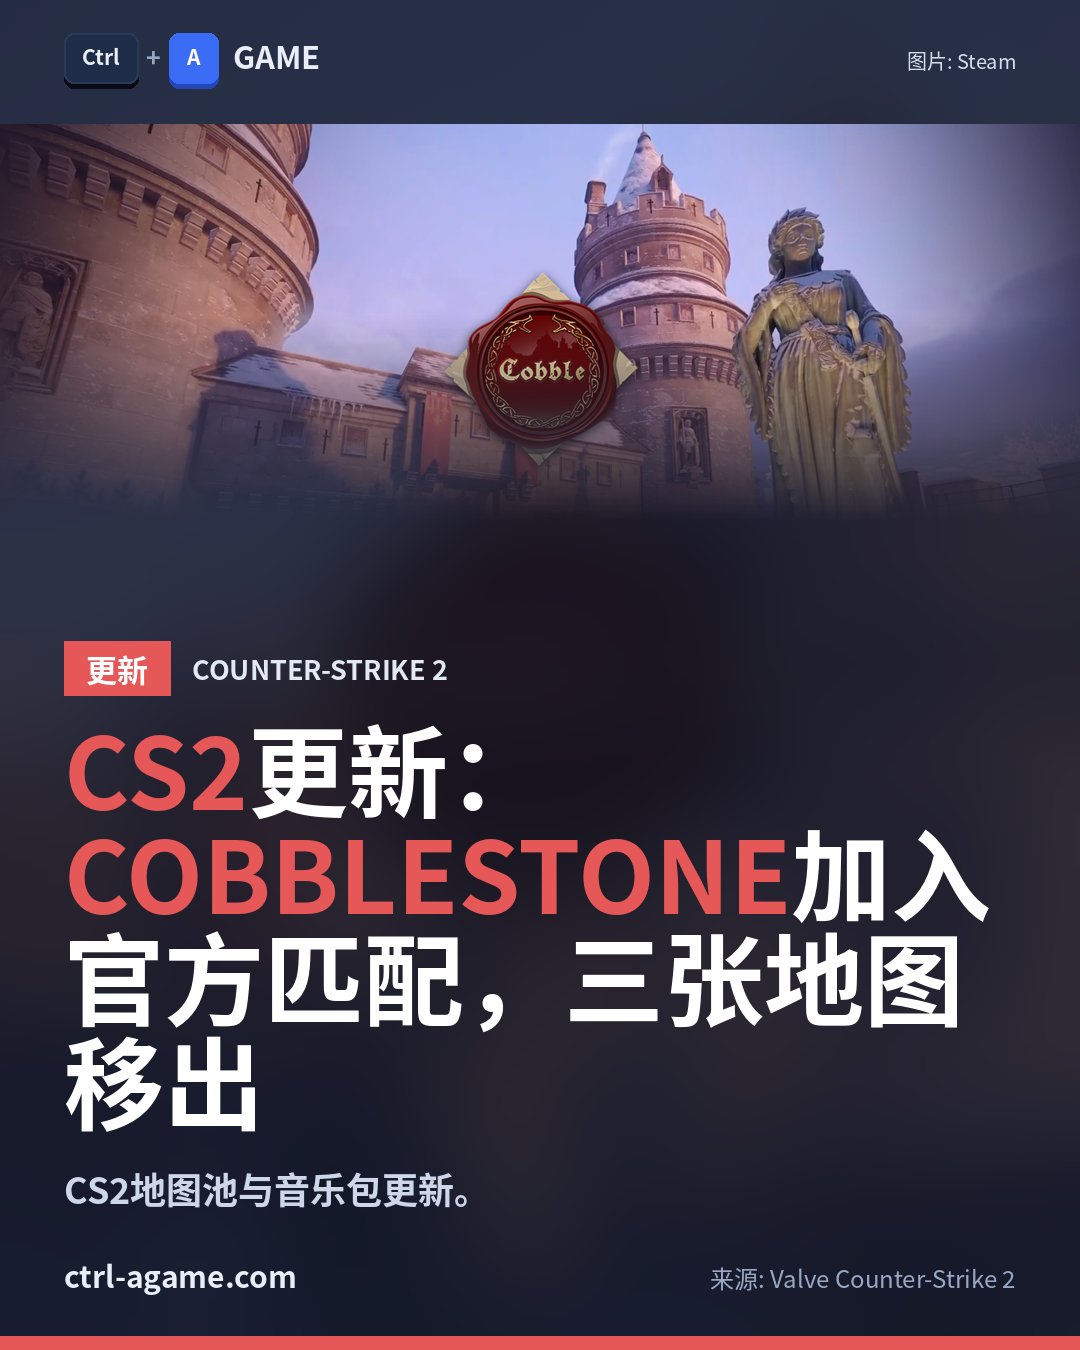 Ctrl + A GAME
图片: Steam
Cobble
更新 COUNTER-STRIKE 2
CS2更新：
COBBLESTONE加入
官方匹配，三张地图
移出
CS2地图池与音乐包更新。
ctrl-agame.com
来源: Valve Counter-Strike 2